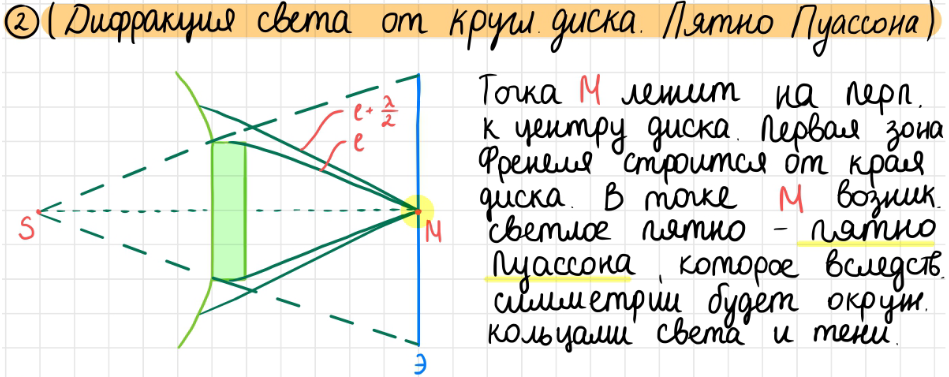 ② (Дифракция света от кругл. диска. Пятно Пуассона)
Точка М лежит на перп.
к центру диска. Первая зона
Френеля строится от края
диска. В точке М возник.
светлое пятно - пятно
Пуассона, которое вследств.
симметрии будет окруж.
кольцами света и тени.
ℓ + λ/2
ℓ
S
М
Э